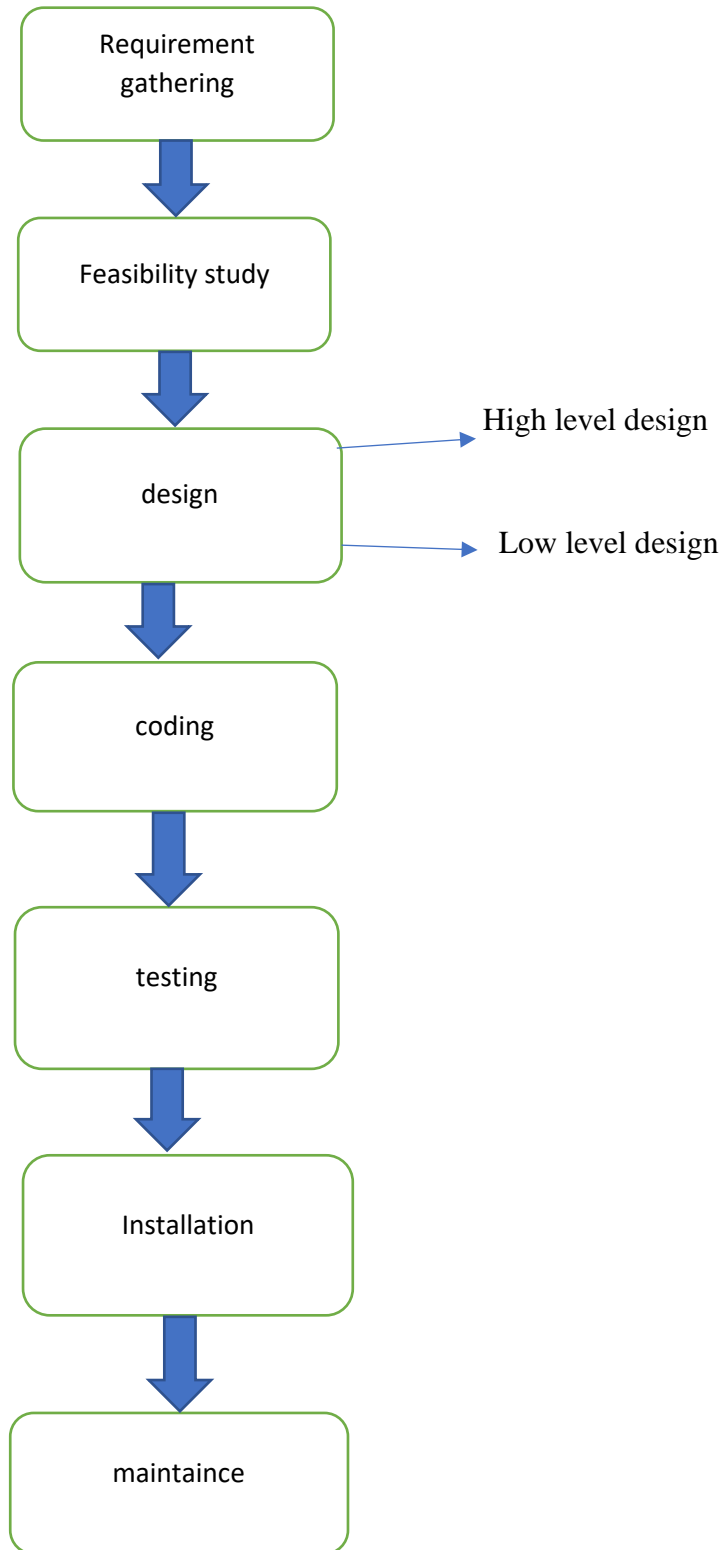 Requirement
gathering
Feasibility study
High level design
design
Low level design
coding
testing
Installation
maintaince